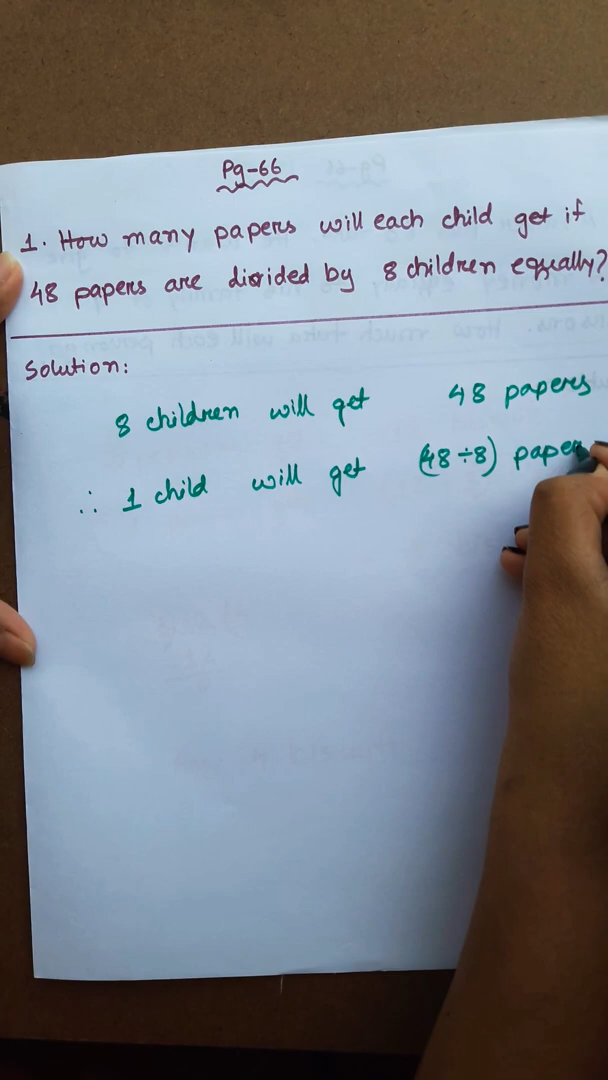 Pg-66
1. How many papers will each child get if
48 papers are divided by 8 children equally?
Solution:
8 children will get 48 papers
∴ 1 child will get (48÷8) paper